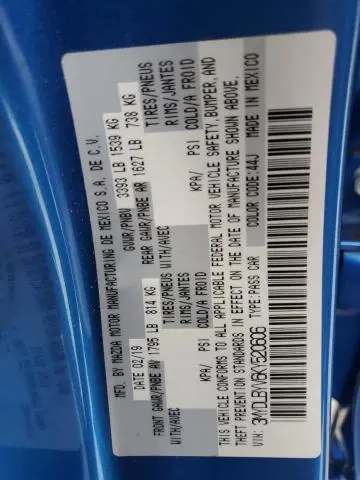 MFD. BY MAZDA MOTOR MANUFACTURING DE MEXICO S.A. DE C.V.
DATE: 02/19 GVWR/PNBV 3393 LB 1539 KG
FRONT GAWR/PNBE AV 1795 LB 814 KG REAR GAWR/PNBE AR 1627 LB 738 KG
WITH/AVEC TIRES/PNEUS WITH/AVEC TIRES/PNEUS
RIMS/JANTES RIMS/JANTES
KPA/ PSI COLD/A FROID KPA/ PSI COLD/A FROID
THIS VEHICLE CONFORMS TO ALL APPLICABLE FEDERAL MOTOR VEHICLE SAFETY, BUMPER, AND
THEFT PREVENTION STANDARDS IN EFFECT ON THE DATE OF MANUFACTURE SHOWN ABOVE.
3MYDLBYV6KY520606
VIN: TYPE:PASS CAR COLOR CODE:44J MADE IN MEXICO